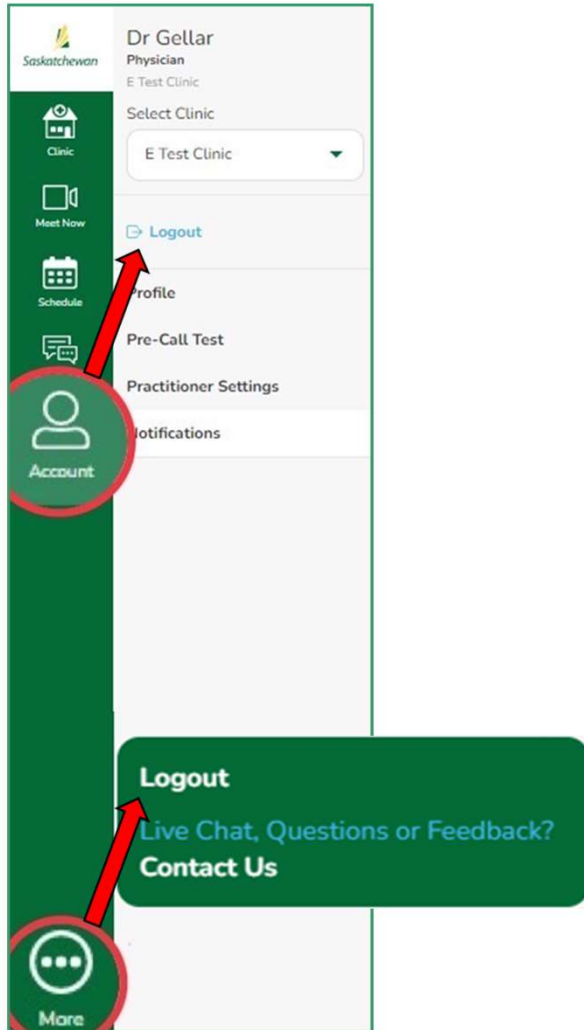 Saskatchewan
Clinic
Meet Now
Schedule
Account
More
Dr Gellar
Physician
E Test Clinic
Select Clinic
E Test Clinic
Logout
Profile
Pre-Call Test
Practitioner Settings
Notifications
Logout
Live Chat, Questions or Feedback?
Contact Us